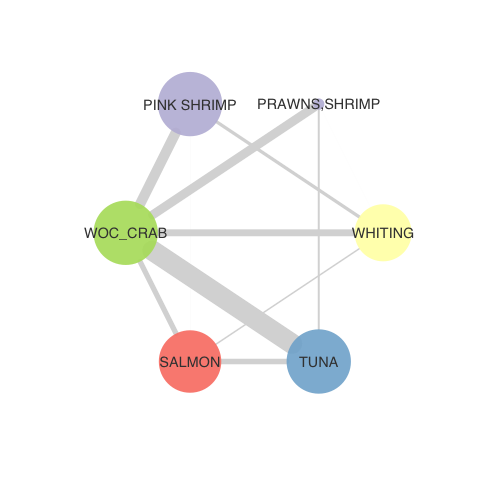 PINK SHRIMP
PRAWNS,SHRIMP
WOC_CRAB
WHITING
SALMON
TUNA